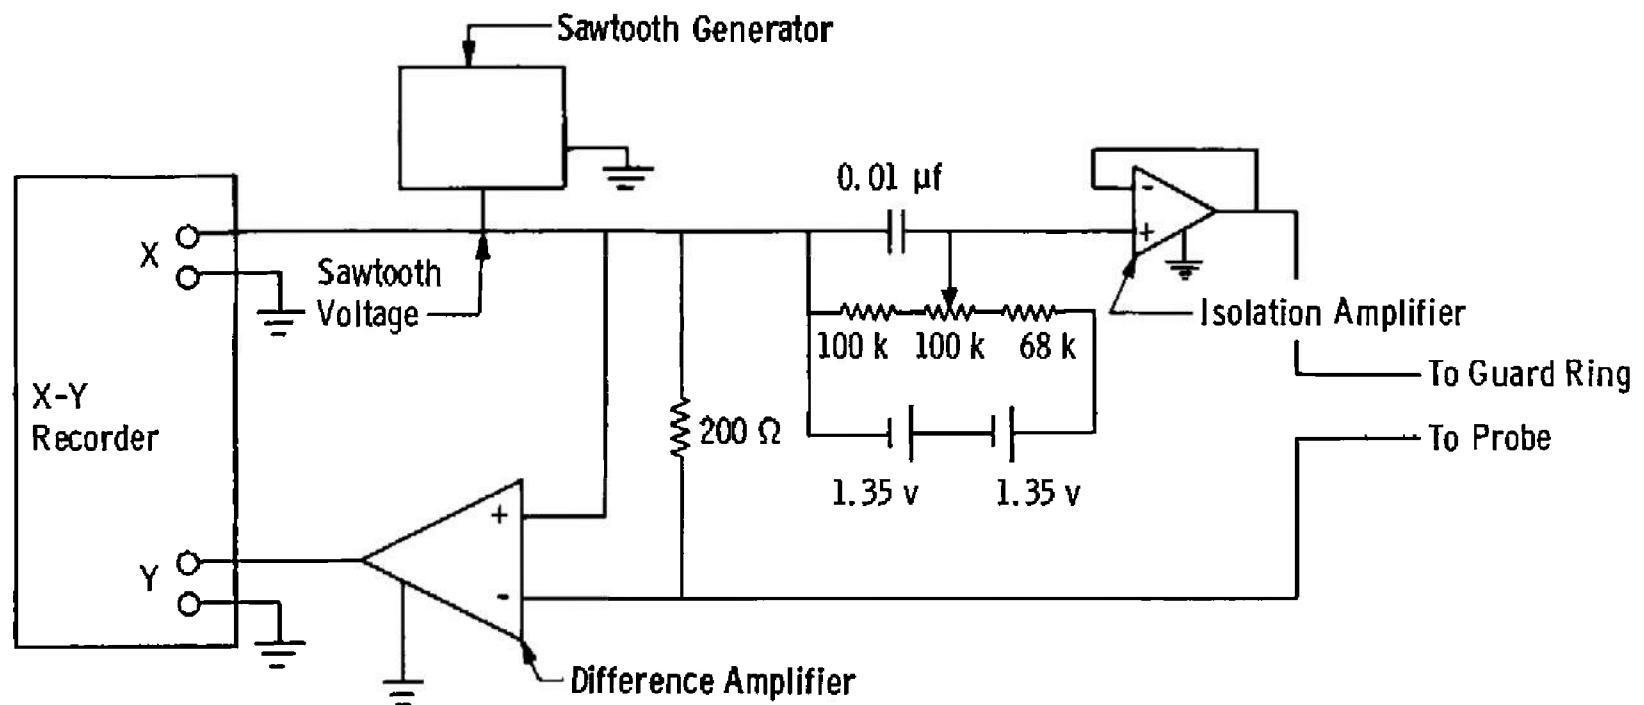 Sawtooth Generator
0.01 µf
-
+
X
Sawtooth
Voltage
Isolation Amplifier
100 k 100 k 68 k
To Guard Ring
X-Y
Recorder
200 Ω
To Probe
1.35 v 1.35 v
+
Y
-
Difference Amplifier